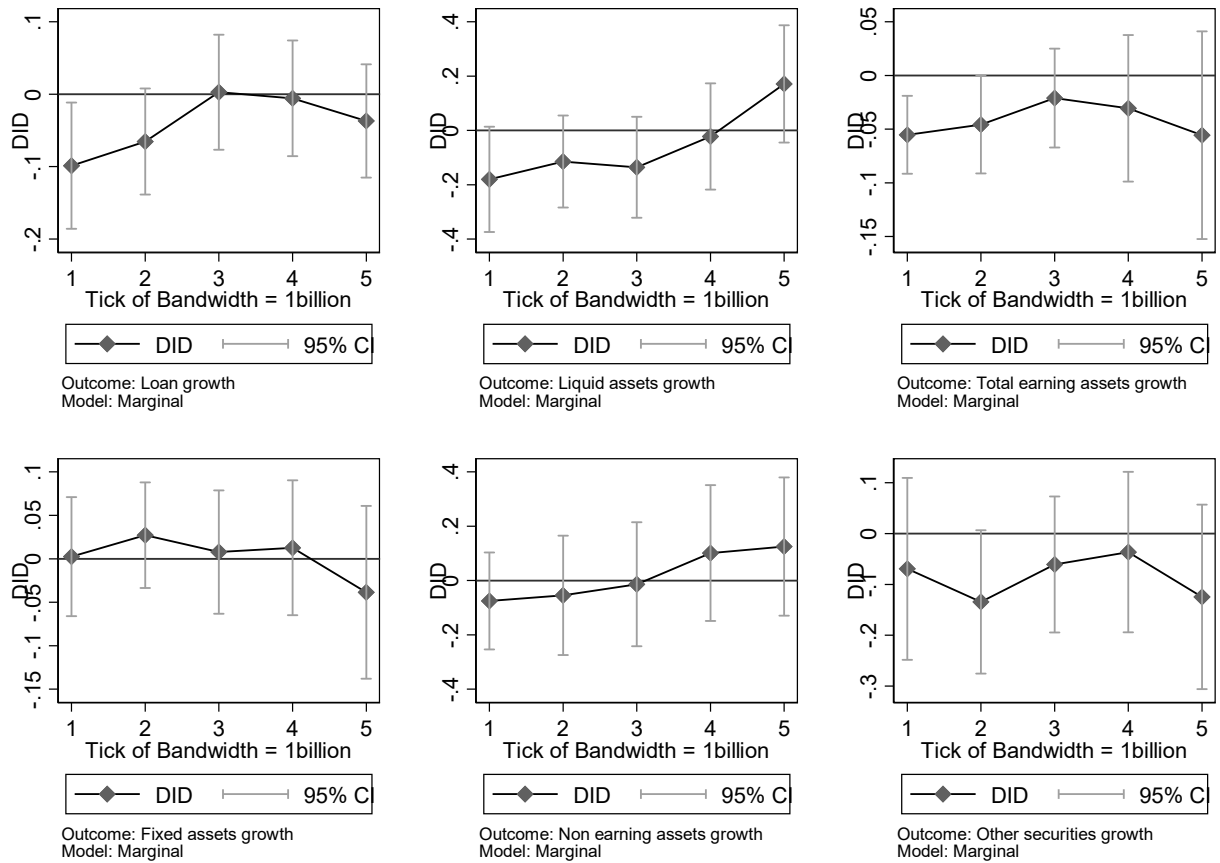 .1
0
-.1
-.2
DID
1 2 3 4 5
Tick of Bandwidth = 1billion
DID 95% CI
Outcome: Loan growth
Model: Marginal
.4
.2
0
-.2
-.4
DID
1 2 3 4 5
Tick of Bandwidth = 1billion
DID 95% CI
Outcome: Liquid assets growth
Model: Marginal
.05
0
-.05
-.1
-.15
DID
1 2 3 4 5
Tick of Bandwidth = 1billion
DID 95% CI
Outcome: Total earning assets growth
Model: Marginal
.1
.05
0
-.05
-.1
-.15
DID
1 2 3 4 5
Tick of Bandwidth = 1billion
DID 95% CI
Outcome: Fixed assets growth
Model: Marginal
.4
.2
0
-.2
-.4
DID
1 2 3 4 5
Tick of Bandwidth = 1billion
DID 95% CI
Outcome: Non earning assets growth
Model: Marginal
.1
0
-.1
-.2
-.3
DID
1 2 3 4 5
Tick of Bandwidth = 1billion
DID 95% CI
Outcome: Other securities growth
Model: Marginal